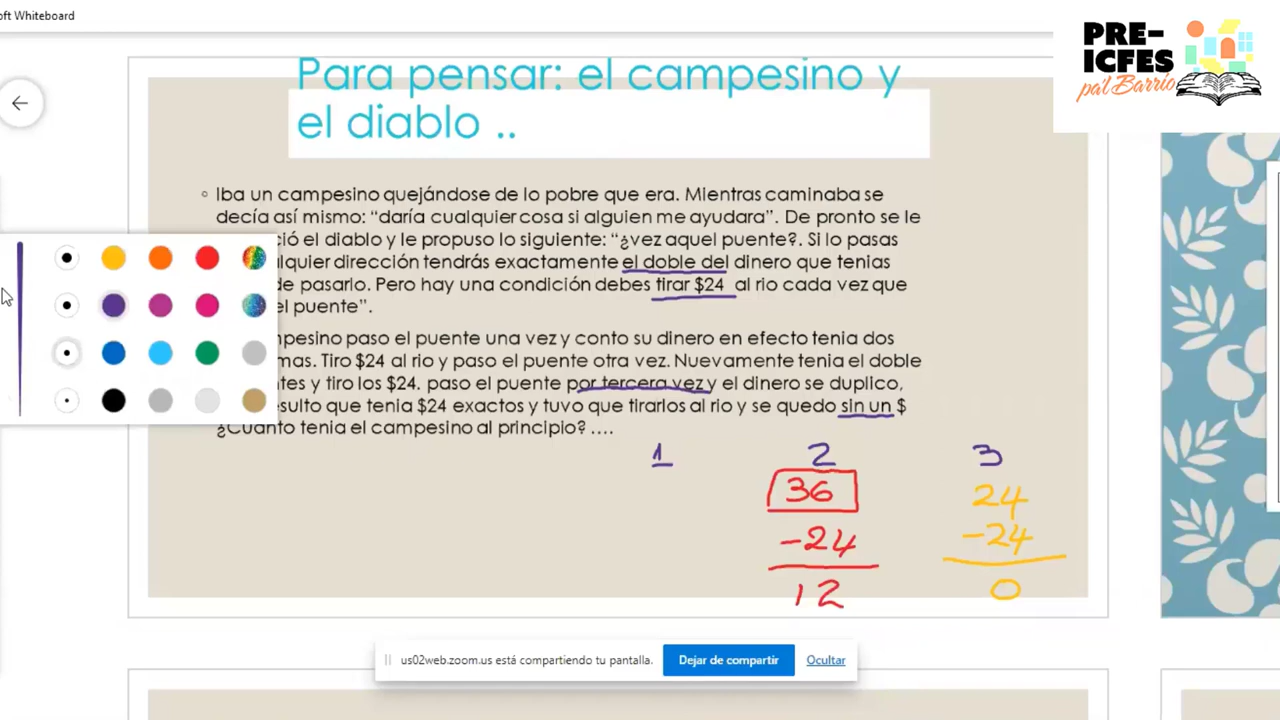 oft Whiteboard
PRE-
ICFES
pa'l Barrio
Para pensar: el campesino y
el diablo ..
Iba un campesino quejándose de lo pobre que era. Mientras caminaba se
decía así mismo: “daría cualquier cosa si alguien me ayudara”. De pronto se le
ció el diablo y le propuso lo siguiente: “¿vez aquel puente?. Si lo pasas
alquier dirección tendrás exactamente el doble del dinero que tenias
de pasarlo. Pero hay una condición debes tirar $24 al rio cada vez que
el puente”.
mpesino paso el puente una vez y conto su dinero en efecto tenia dos
mas. Tiro $24 al rio y paso el puente otra vez. Nuevamente tenia el doble
tes y tiro los $24. paso el puente por tercera vez y el dinero se duplico,
sulto que tenia $24 exactos y tuvo que tirarlos al rio y se quedo sin un $
¿Cuánto tenia el campesino al principio? ….
1 2 3
36 24
-24 -24
12 0
us02web.zoom.us está compartiendo tu pantalla. Dejar de compartir Ocultar